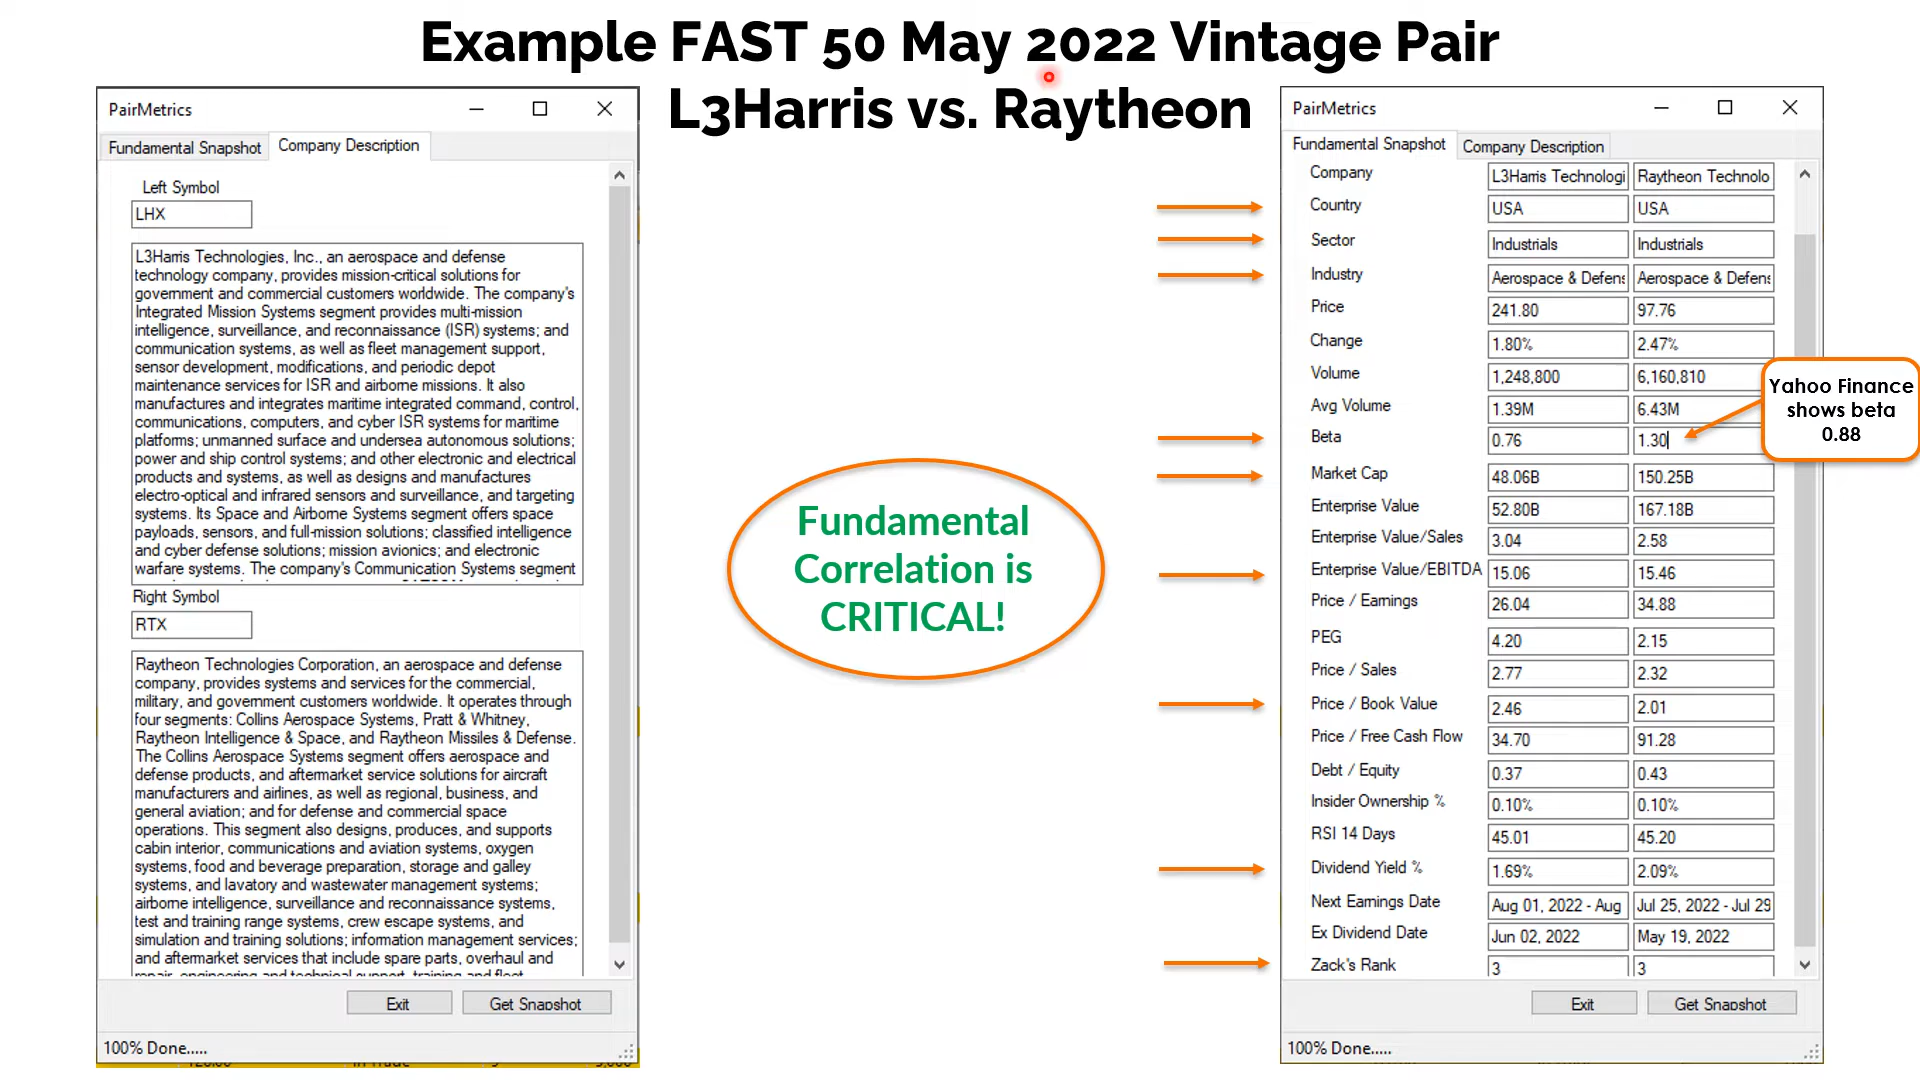 Example FAST 50 May 2022 Vintage Pair
L3Harris vs. Raytheon
PairMetrics
Fundamental Snapshot
Company Description
Left Symbol
LHX
L3Harris Technologies, Inc., an aerospace and defense
technology company, provides mission-critical solutions for
government and commercial customers worldwide. The company's
Integrated Mission Systems segment provides multi-mission
intelligence, surveillance, and reconnaissance (ISR) systems; and
communication systems, as well as fleet management support,
sensor development, modifications, and periodic depot
maintenance services for ISR and airborne missions. It also
manufactures and integrates maritime integrated command, control,
communications, computers, and cyber ISR systems for maritime
platforms; unmanned surface and undersea autonomous solutions;
power and ship control systems; and other electronic and electrical
products and systems, as well as designs and manufactures
electro-optical and infrared sensors and surveillance, and targeting
systems. Its Space and Airborne Systems segment offers space
payloads, sensors, and full-mission solutions; classified intelligence
and cyber defense solutions; mission avionics; and electronic
warfare systems. The company's Communication Systems segment
Right Symbol
RTX
Raytheon Technologies Corporation, an aerospace and defense
company, provides systems and services for the commercial,
military, and government customers worldwide. It operates through
four segments: Collins Aerospace Systems, Pratt & Whitney,
Raytheon Intelligence & Space, and Raytheon Missiles & Defense.
The Collins Aerospace Systems segment offers aerospace and
defense products, and aftermarket service solutions for aircraft
manufacturers and airlines, as well as regional, business, and
general aviation; and for defense and commercial space
operations. This segment also designs, produces, and supports
cabin interior, communications and aviation systems, oxygen
systems, food and beverage preparation, storage and galley
systems, and lavatory and wastewater management systems;
airborne intelligence, surveillance and reconnaissance systems,
test and training range systems, crew escape systems, and
simulation and training solutions; information management services;
and aftermarket services that include spare parts, overhaul and
repair, engineering and technical support, training and fleet
Exit
Get Snapshot
100% Done.....
Fundamental
Correlation is
CRITICAL!
PairMetrics
Fundamental Snapshot
Company Description
Company L3Harris Technologi Raytheon Technolo
Country USA USA
Sector Industrials Industrials
Industry Aerospace & Defens Aerospace & Defens
Price 241.80 97.76
Change 1.80% 2.47%
Volume 1,248,800 6,160,810
Avg Volume 1.39M 6.43M
Beta 0.76 1.30
Market Cap 48.06B 150.25B
Enterprise Value 52.80B 167.18B
Enterprise Value/Sales 3.04 2.58
Enterprise Value/EBITDA 15.06 15.46
Price / Earnings 26.04 34.88
PEG 4.20 2.15
Price / Sales 2.77 2.32
Price / Book Value 2.46 2.01
Price / Free Cash Flow 34.70 91.28
Debt / Equity 0.37 0.43
Insider Ownership % 0.10% 0.10%
RSI 14 Days 45.01 45.20
Dividend Yield % 1.69% 2.09%
Next Earnings Date Aug 01, 2022 - Aug Jul 25, 2022 - Jul 29
Ex Dividend Date Jun 02, 2022 May 19, 2022
Zack's Rank 3 3
Exit
Get Snapshot
100% Done.....
Yahoo Finance
shows beta
0.88